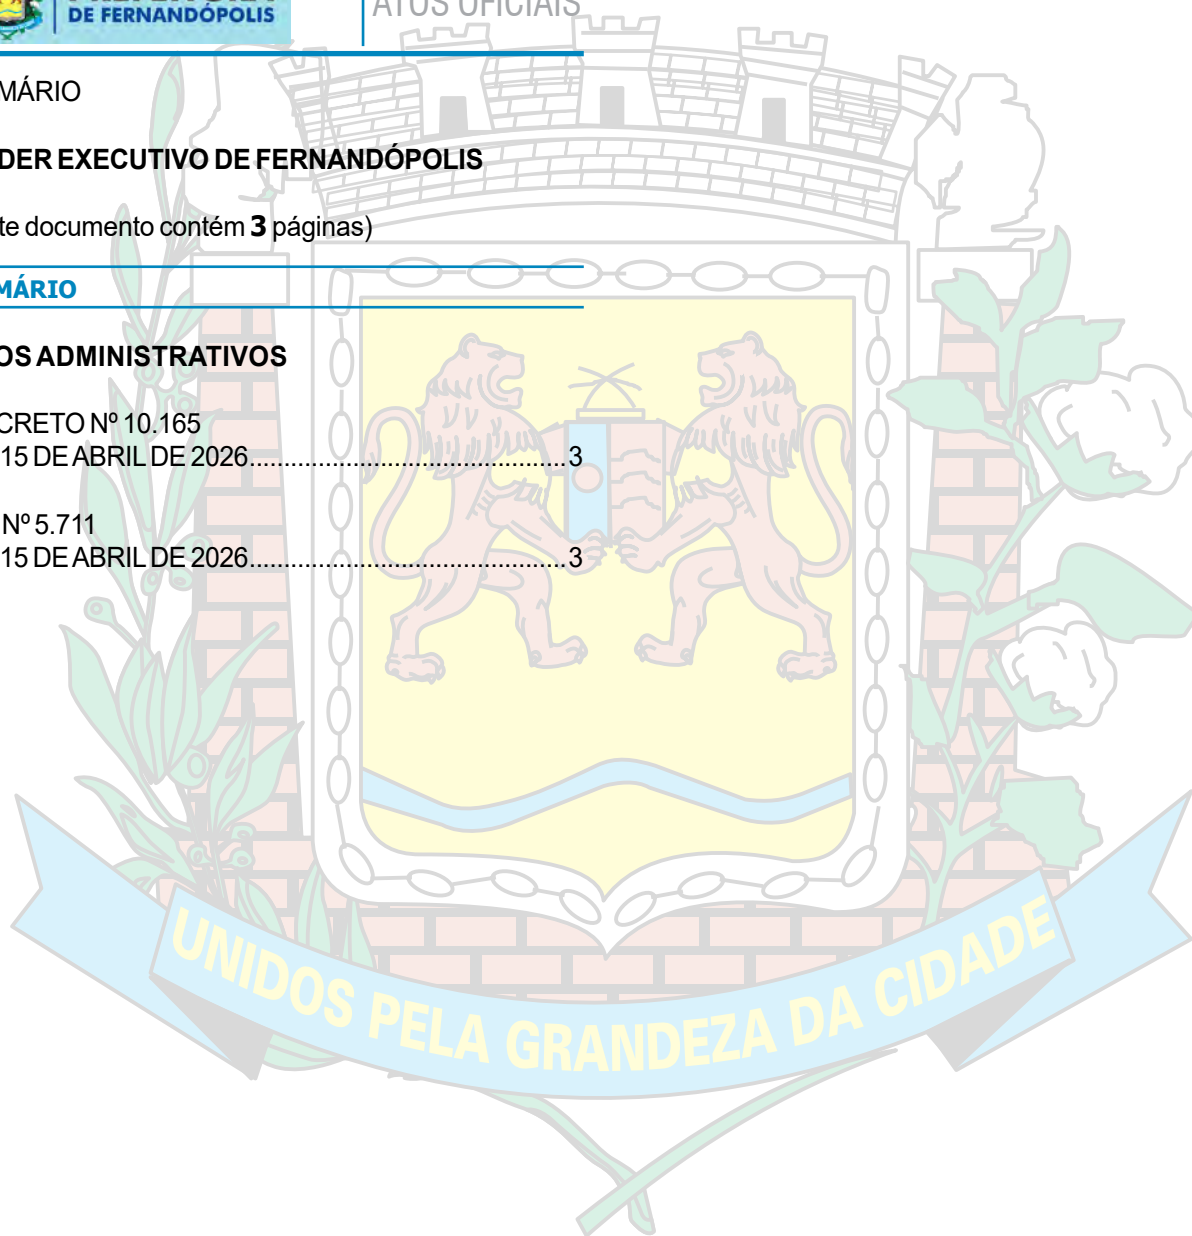 DE FERNANDÓPOLIS
ATOS OFICIAIS
MÁRIO
DER EXECUTIVO DE FERNANDÓPOLIS
te documento contém 3 páginas)
MÁRIO
OS ADMINISTRATIVOS
CRETO Nº 10.165
15 DE ABRIL DE 2026..............................................3
Nº 5.711
15 DE ABRIL DE 2026..............................................3
UNIDOS PELA GRANDEZA DA CIDADE